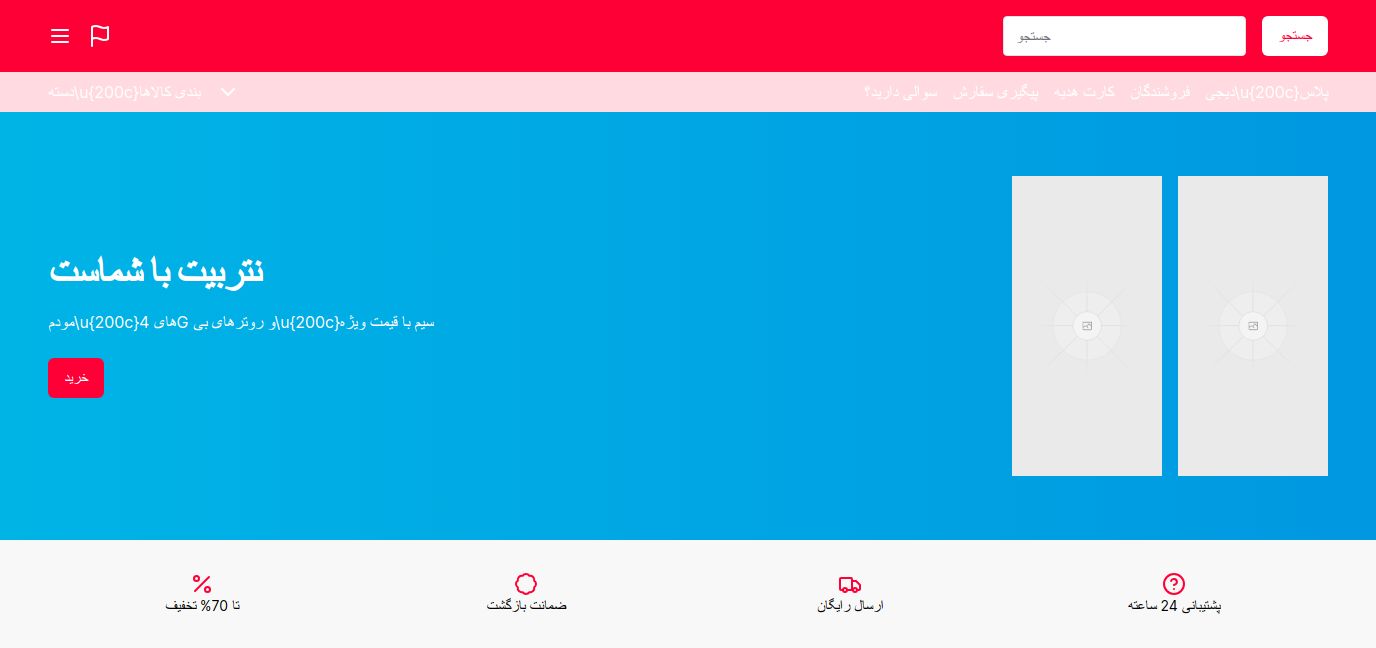 جستجو
جستجو
دسته\u{200c}بندی کالاها
سوالی دارید؟
پیگیری سفارش
کارت هدیه
فروشندگان
دیجی\u{200c}پلاس
نتربیت با شماست
مودم\u{200c}های 4G و روترهای بی\u{200c}سیم با قیمت ویژه
خرید
تا 70% تخفیف
ضمانت بازگشت
ارسال رایگان
پشتیبانی 24 ساعته